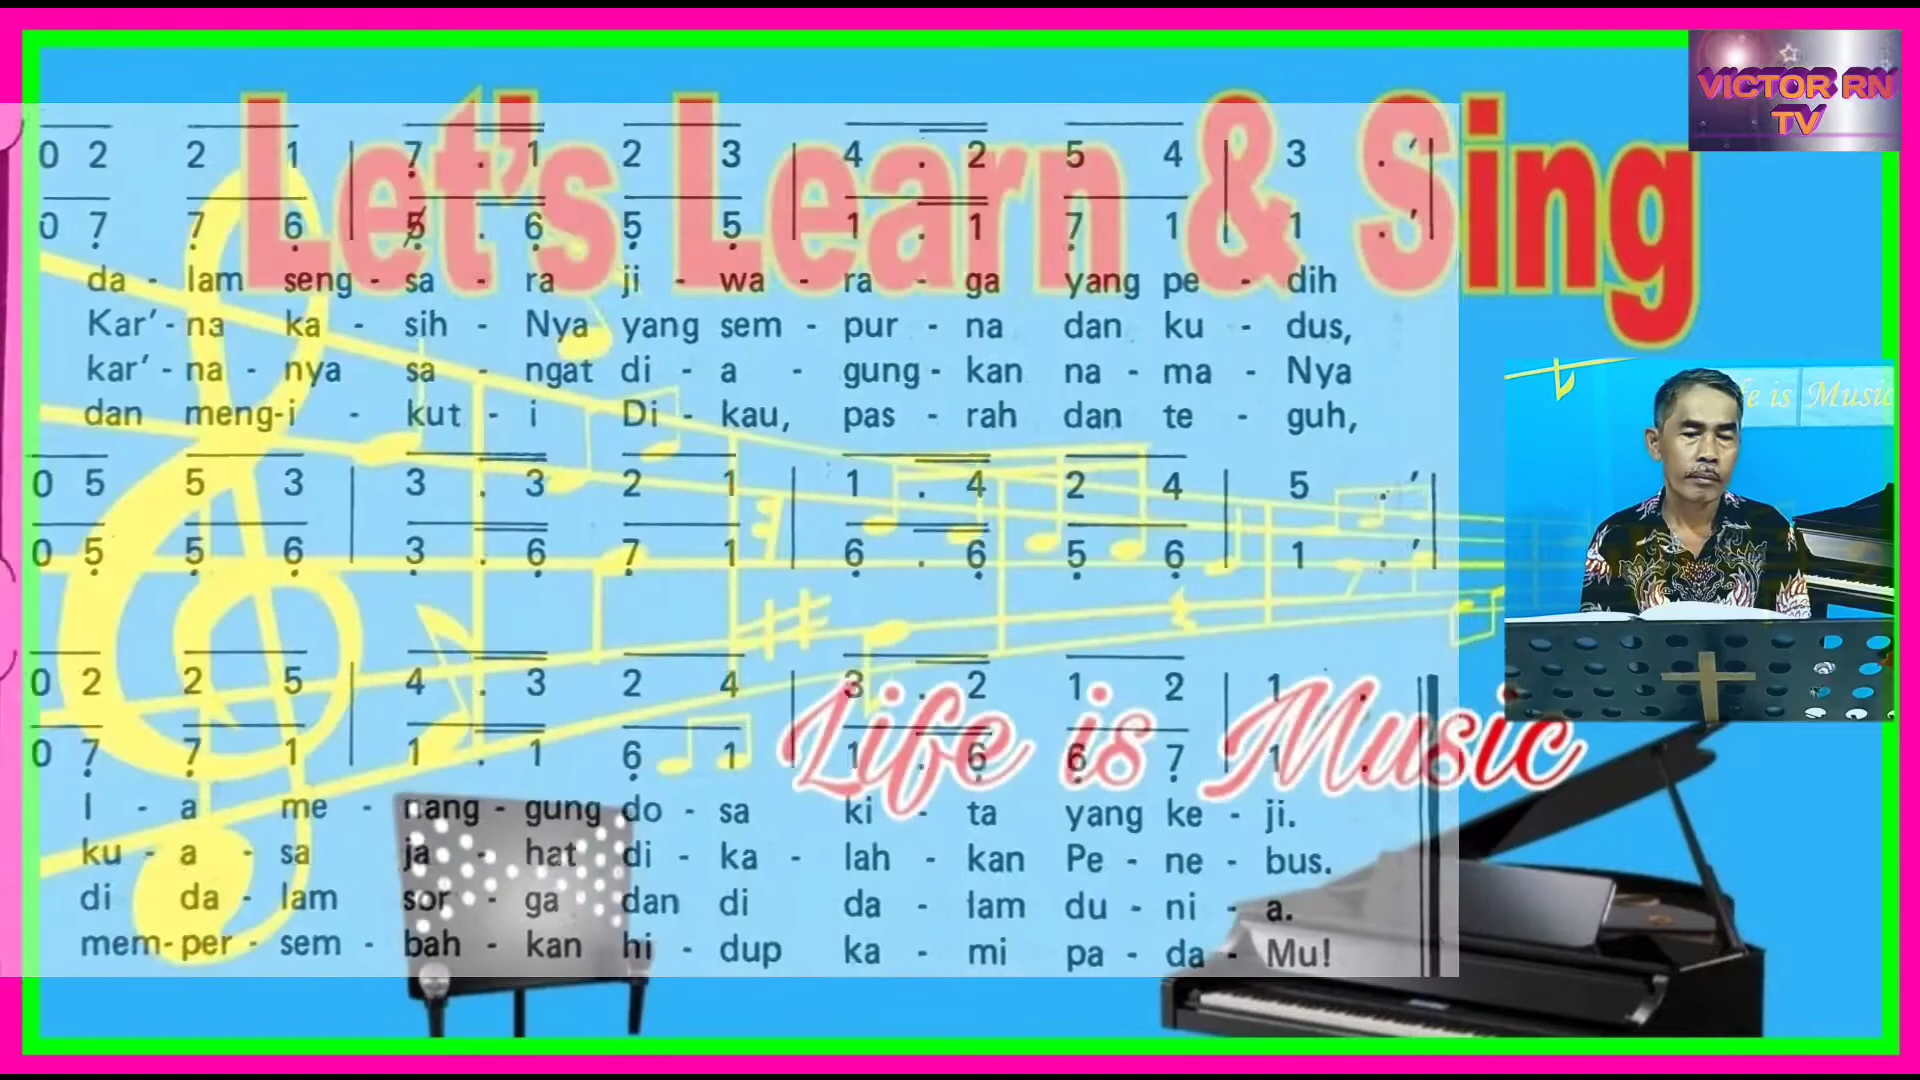 Let's Learn & Sing
VICTOR RN
TV
0 2 2 1 | 7 . 1 2 3 | 4 . 2 5 4 | 3 . ' |
0 7 7 6 | 5 . 6 5 5 | 1 . 1 7 1 | 1 . ' |
da - lam seng - sa - ra ji - wa - ra - ga yang pe - dih
Kar' - na ka - sih - Nya yang sem - pur - na dan ku - dus,
kar' - na - nya sa - ngat di - a - gung - kan na - ma - Nya
dan meng-i - kut - i Di - kau, pas - rah dan te - guh,
0 5 5 3 | 3 . 3 2 1 | 1 . 4 2 4 | 5 . ' |
0 5 5 6 | 3 . 6 7 1 | 6 . 6 5 6 | 1 . ' |
fe is Music
0 2 2 5 | 4 . 3 2 4 | 3 . 2 1 2 | 1 .
0 7 7 1 | 1 . 1 6 1 | 1 . 6 6 7 | 1 .
Life is Music
I - a me - nang - gung do - sa ki - ta yang ke - ji.
ku - a - sa ja - hat di - ka - lah - kan Pe - ne - bus.
di da - lam sor - ga dan di da - lam du - ni - a.
mem-per - sem - bah - kan hi - dup ka - mi pa - da - Mu!